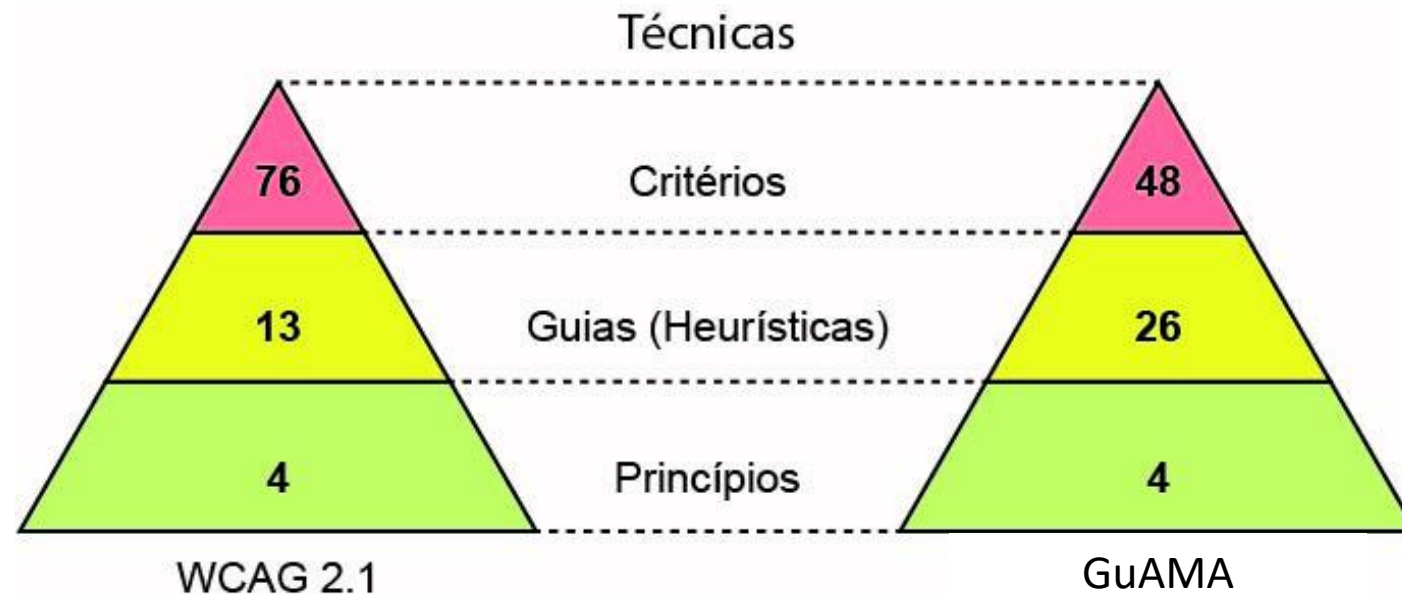 Técnicas
76 Critérios 48
13 Guias (Heurísticas) 26
4 Princípios 4
WCAG 2.1 GuAMA